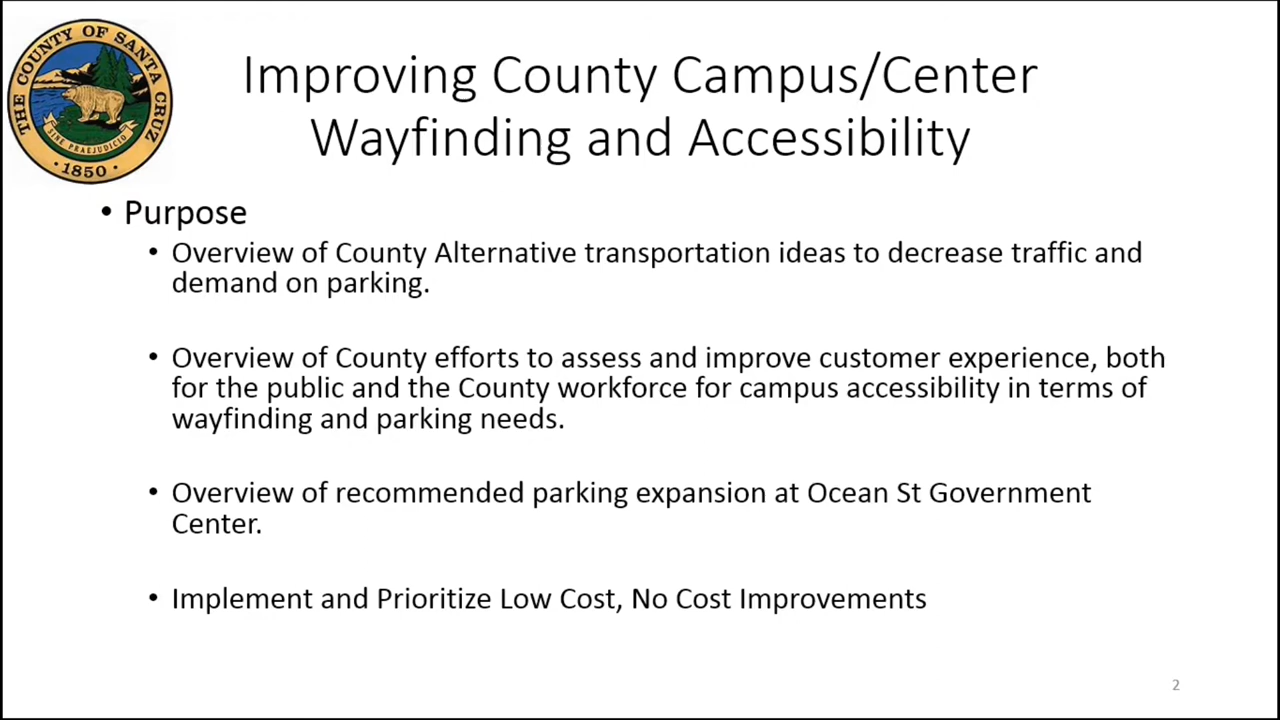 THE COUNTY OF SANTA CRUZ
SINE PRAEJUDICIO
• 1850 •
Improving County Campus/Center
Wayfinding and Accessibility
• Purpose
• Overview of County Alternative transportation ideas to decrease traffic and
demand on parking.
• Overview of County efforts to assess and improve customer experience, both
for the public and the County workforce for campus accessibility in terms of
wayfinding and parking needs.
• Overview of recommended parking expansion at Ocean St Government
Center.
• Implement and Prioritize Low Cost, No Cost Improvements
2